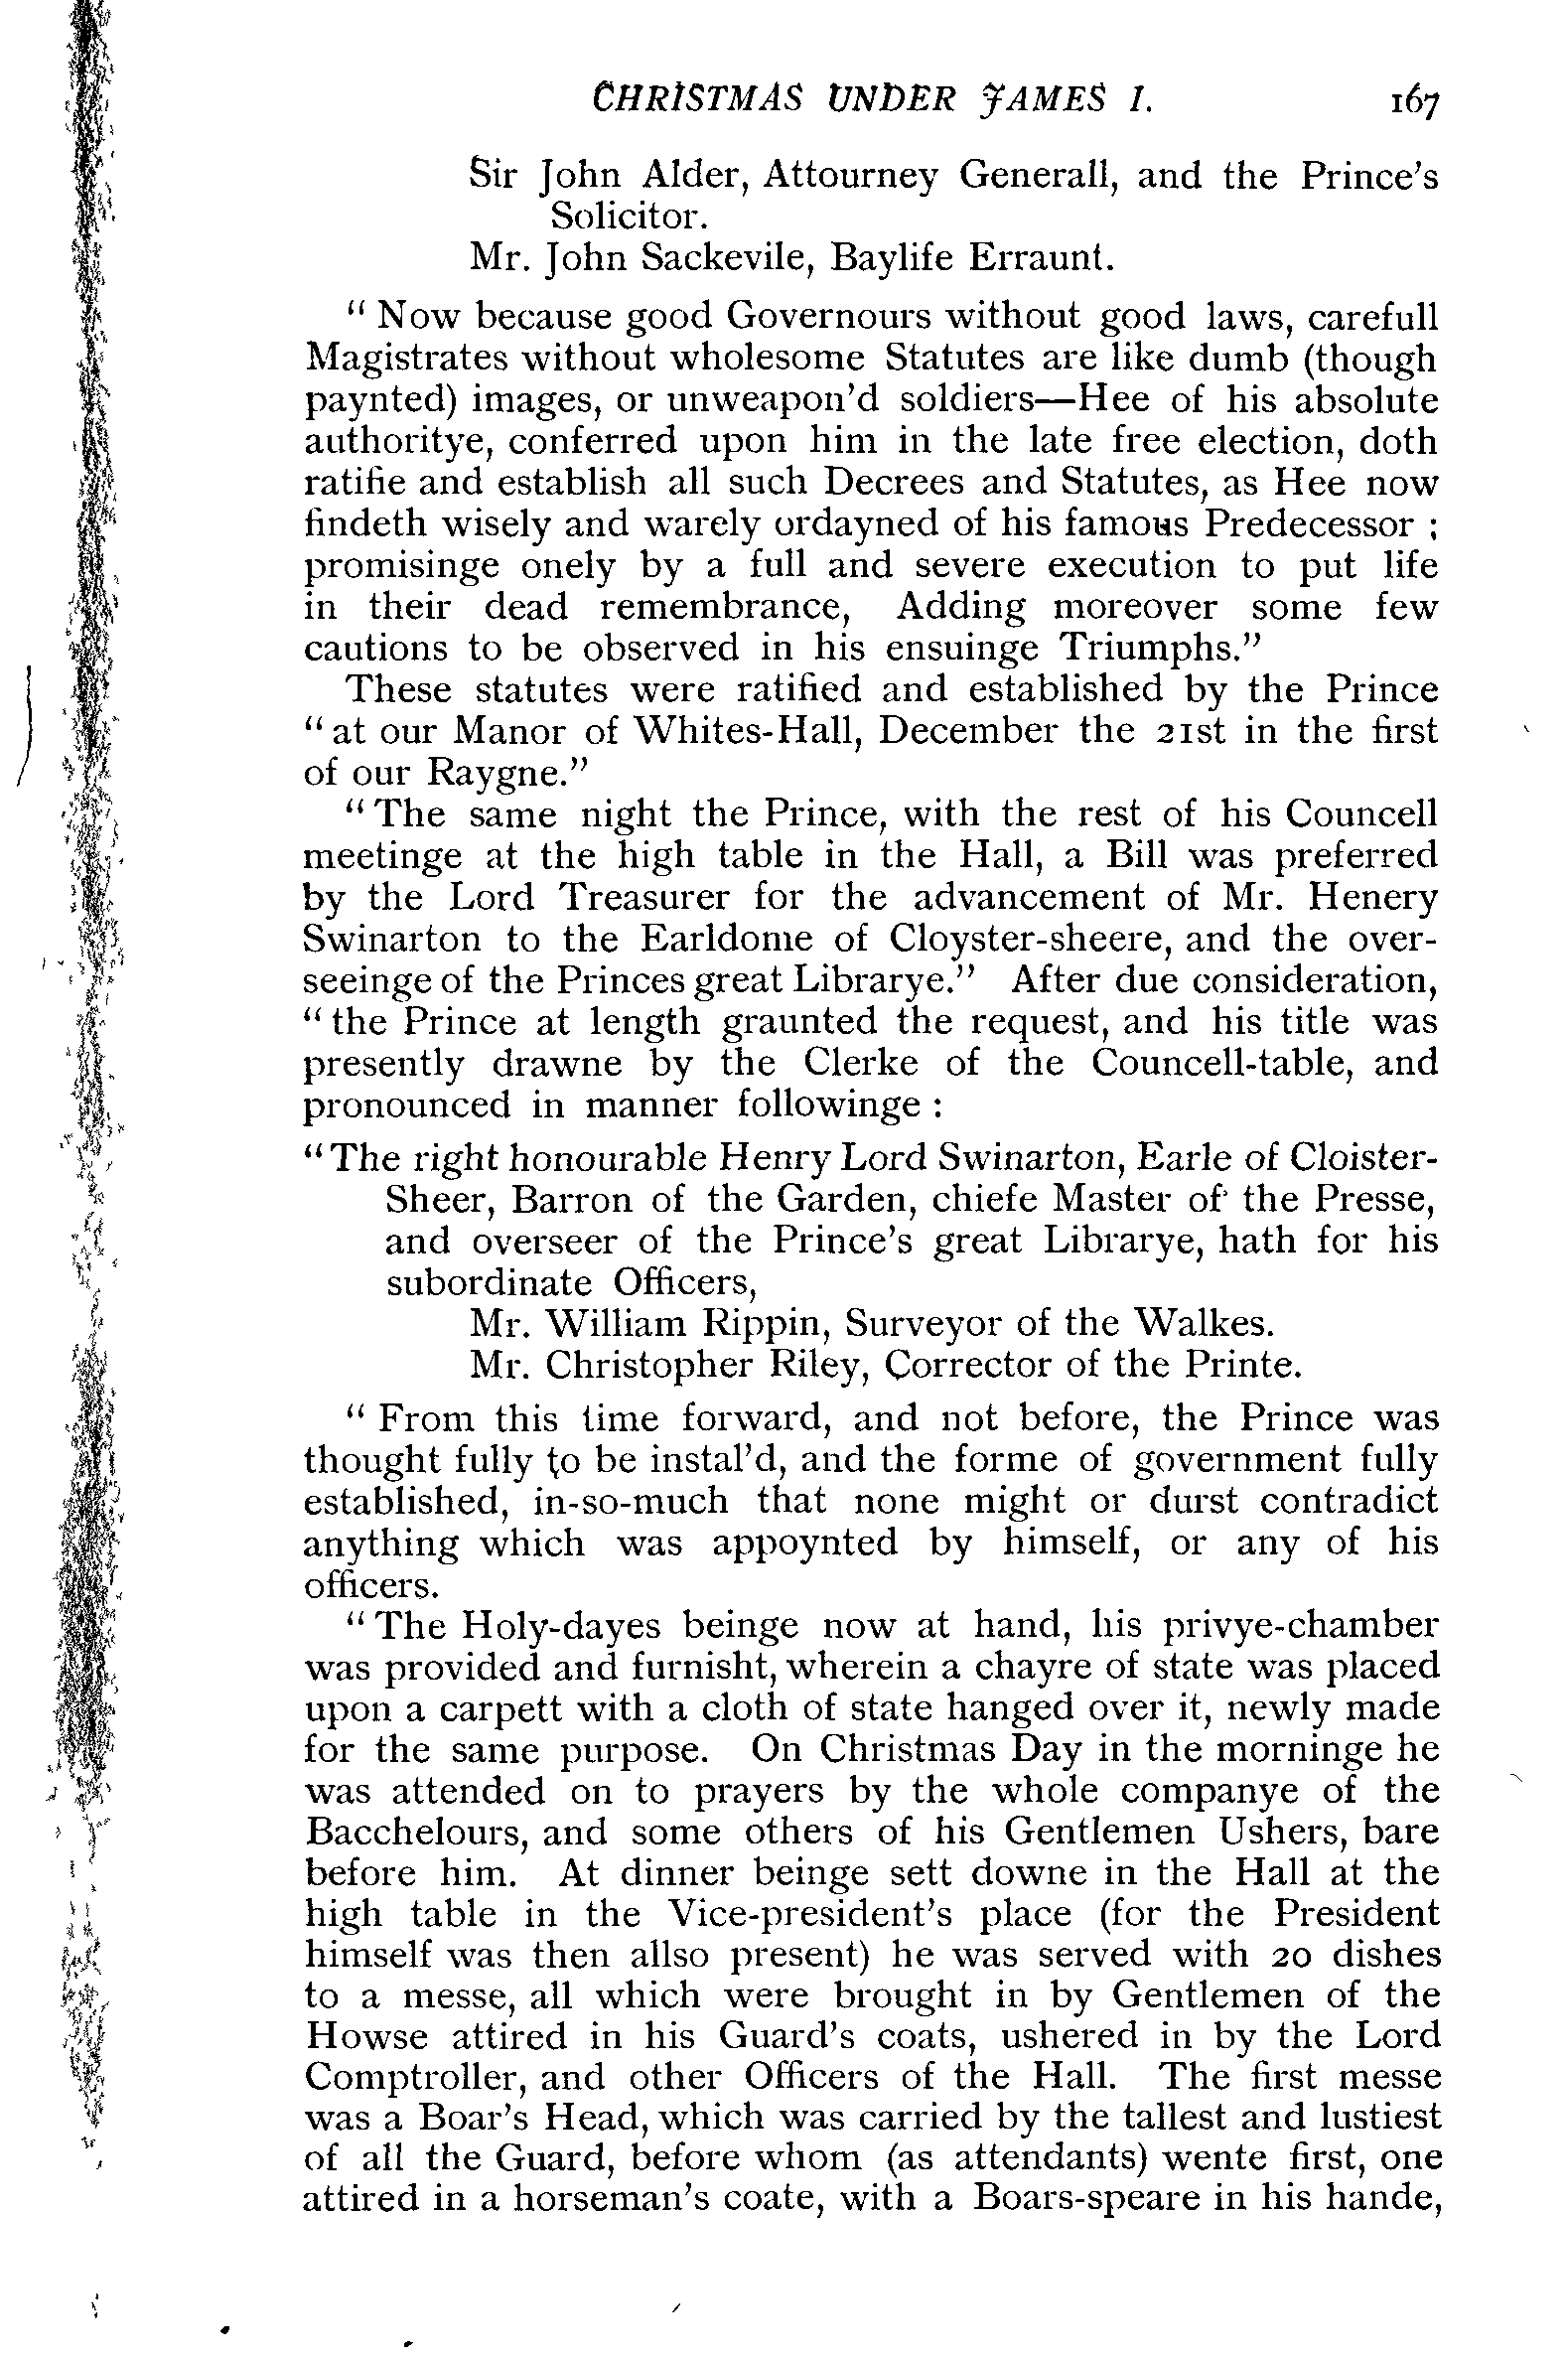 CHRISTMAS UNDER JAMES I. 167
Sir John Alder, Attourney Generall, and the Prince's
Solicitor.
Mr. John Sackevile, Baylife Erraunt.
“ Now because good Governours without good laws, carefull
Magistrates without wholesome Statutes are like dumb (though
paynted) images, or unweapon'd soldiers—Hee of his absolute
authoritye, conferred upon him in the late free election, doth
ratifie and establish all such Decrees and Statutes, as Hee now
findeth wisely and warely ordayned of his famous Predecessor ;
promisinge onely by a full and severe execution to put life
in their dead remembrance, Adding moreover some few
cautions to be observed in his ensuinge Triumphs.”
These statutes were ratified and established by the Prince
“ at our Manor of Whites-Hall, December the 21st in the first
of our Raygne.”
“ The same night the Prince, with the rest of his Councell
meetinge at the high table in the Hall, a Bill was preferred
by the Lord Treasurer for the advancement of Mr. Henery
Swinarton to the Earldome of Cloyster-sheere, and the over-
seeinge of the Princes great Librarye.” After due consideration,
“ the Prince at length graunted the request, and his title was
presently drawne by the Clerke of the Councell-table, and
pronounced in manner followinge :
“ The right honourable Henry Lord Swinarton, Earle of Cloister-
Sheer, Barron of the Garden, chiefe Master of the Presse,
and overseer of the Prince's great Librarye, hath for his
subordinate Officers,
Mr. William Rippin, Surveyor of the Walkes.
Mr. Christopher Riley, Corrector of the Printe.
“ From this time forward, and not before, the Prince was
thought fully to be instal'd, and the forme of government fully
established, in-so-much that none might or durst contradict
anything which was appoynted by himself, or any of his
officers.
“ The Holy-dayes beinge now at hand, his privye-chamber
was provided and furnisht, wherein a chayre of state was placed
upon a carpett with a cloth of state hanged over it, newly made
for the same purpose. On Christmas Day in the morninge he
was attended on to prayers by the whole companye of the
Bacchelours, and some others of his Gentlemen Ushers, bare
before him. At dinner beinge sett downe in the Hall at the
high table in the Vice-president's place (for the President
himself was then allso present) he was served with 20 dishes
to a messe, all which were brought in by Gentlemen of the
Howse attired in his Guard's coats, ushered in by the Lord
Comptroller, and other Officers of the Hall. The first messe
was a Boar's Head, which was carried by the tallest and lustiest
of all the Guard, before whom (as attendants) wente first, one
attired in a horseman's coate, with a Boars-speare in his hande,